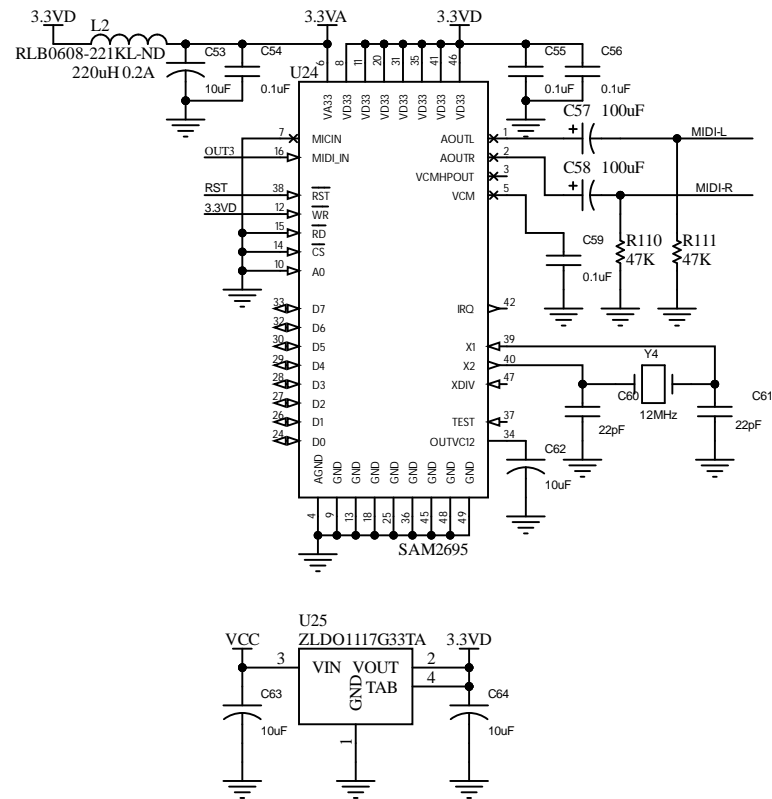 3.3VD
3.3VA
3.3VD
L2
RLB0608-221KL-ND
220uH 0.2A
C53
10uF
C54
0.1uF
C55
0.1uF
C56
0.1uF
U24
6
8
11
20
31
35
41
46
VA33
VD33
VD33
VD33
VD33
VD33
VD33
VD33
7
MICIN
OUT3
16
MIDI_IN
RST
38
RST
3.3VD
12
WR
15
RD
14
CS
10
A0
33
D7
32
D6
30
D5
29
D4
28
D3
27
D2
26
D1
24
D0
AOUTL
1
AOUTR
2
VCMHPOUT
3
VCM
5
C57 100uF
+
MIDI-L
C58 100uF
+
MIDI-R
C59
0.1uF
R110
47K
R111
47K
IRQ
42
X1
39
X2
40
XDIV
47
TEST
37
OUTVC12
34
Y4
12MHz
C60
22pF
C61
22pF
C62
10uF
AGND
GND
GND
GND
GND
GND
GND
GND
GND
4
9
13
18
25
36
45
48
49
SAM2695
U25
ZLDO1117G33TA
VCC
3.3VD
3
VIN
VOUT
2
TAB
4
GND
1
C63
10uF
C64
10uF